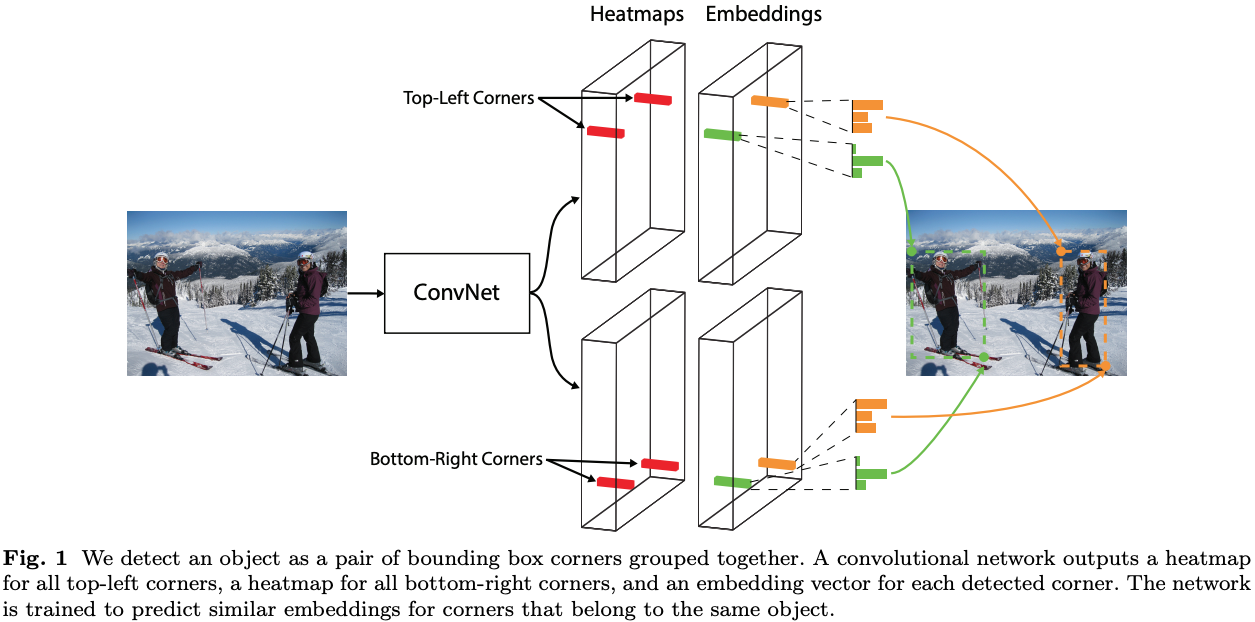 Heatmaps Embeddings
Top-Left Corners
ConvNet
Bottom-Right Corners
Fig. 1 We detect an object as a pair of bounding box corners grouped together. A convolutional network outputs a heatmap
for all top-left corners, a heatmap for all bottom-right corners, and an embedding vector for each detected corner. The network
is trained to predict similar embeddings for corners that belong to the same object.